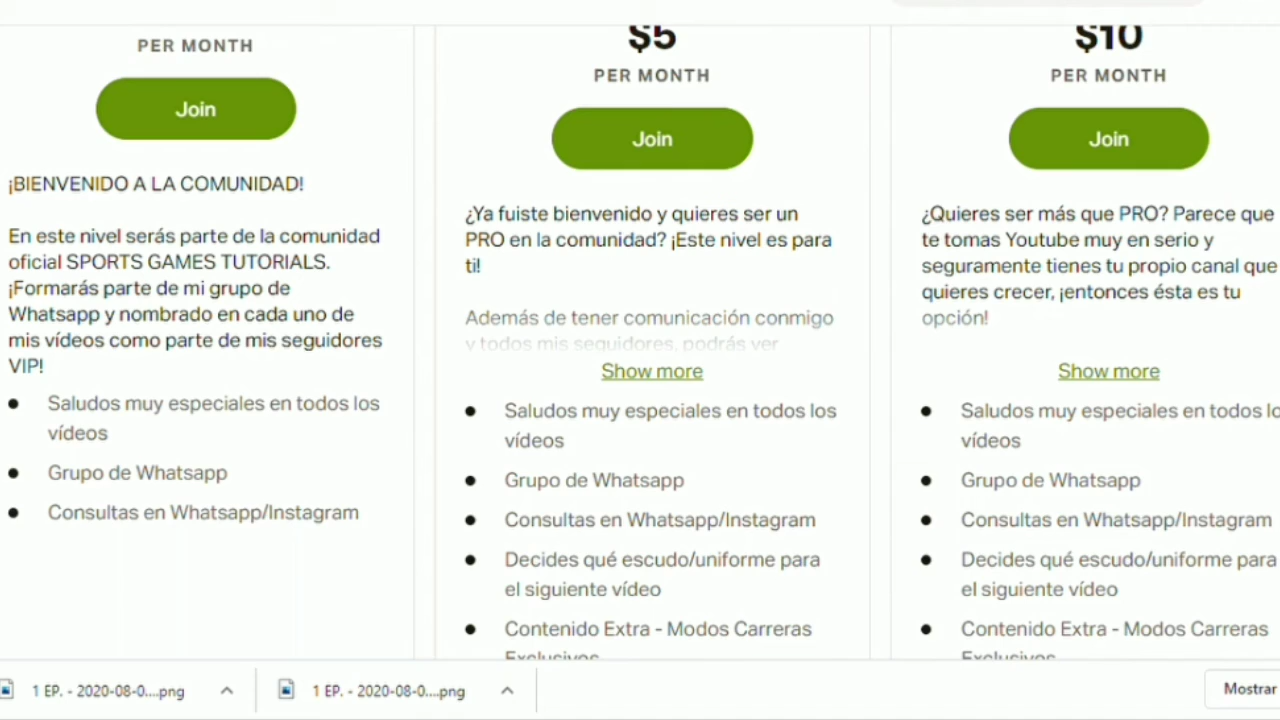 PER MONTH
Join
¡BIENVENIDO A LA COMUNIDAD!
En este nivel serás parte de la comunidad
oficial SPORTS GAMES TUTORIALS.
¡Formarás parte de mi grupo de
Whatsapp y nombrado en cada uno de
mis vídeos como parte de mis seguidores
VIP!
Saludos muy especiales en todos los
vídeos
Grupo de Whatsapp
Consultas en Whatsapp/Instagram
$5
PER MONTH
Join
¿Ya fuiste bienvenido y quieres ser un
PRO en la comunidad? ¡Este nivel es para
ti!
Además de tener comunicación conmigo
y todos mis seguidores, podrás ver
Show more
Saludos muy especiales en todos los
vídeos
Grupo de Whatsapp
Consultas en Whatsapp/Instagram
Decides qué escudo/uniforme para
el siguiente vídeo
Contenido Extra - Modos Carreras
Exclusivos
$10
PER MONTH
Join
¿Quieres ser más que PRO? Parece que
te tomas Youtube muy en serio y
seguramente tienes tu propio canal que
quieres crecer, ¡entonces ésta es tu
opción!
Show more
Saludos muy especiales en todos lo
vídeos
Grupo de Whatsapp
Consultas en Whatsapp/Instagram
Decides qué escudo/uniforme para
el siguiente vídeo
Contenido Extra - Modos Carreras
Exclusivos
1 EP. - 2020-08-0....png
1 EP. - 2020-08-0....png
Mostrar